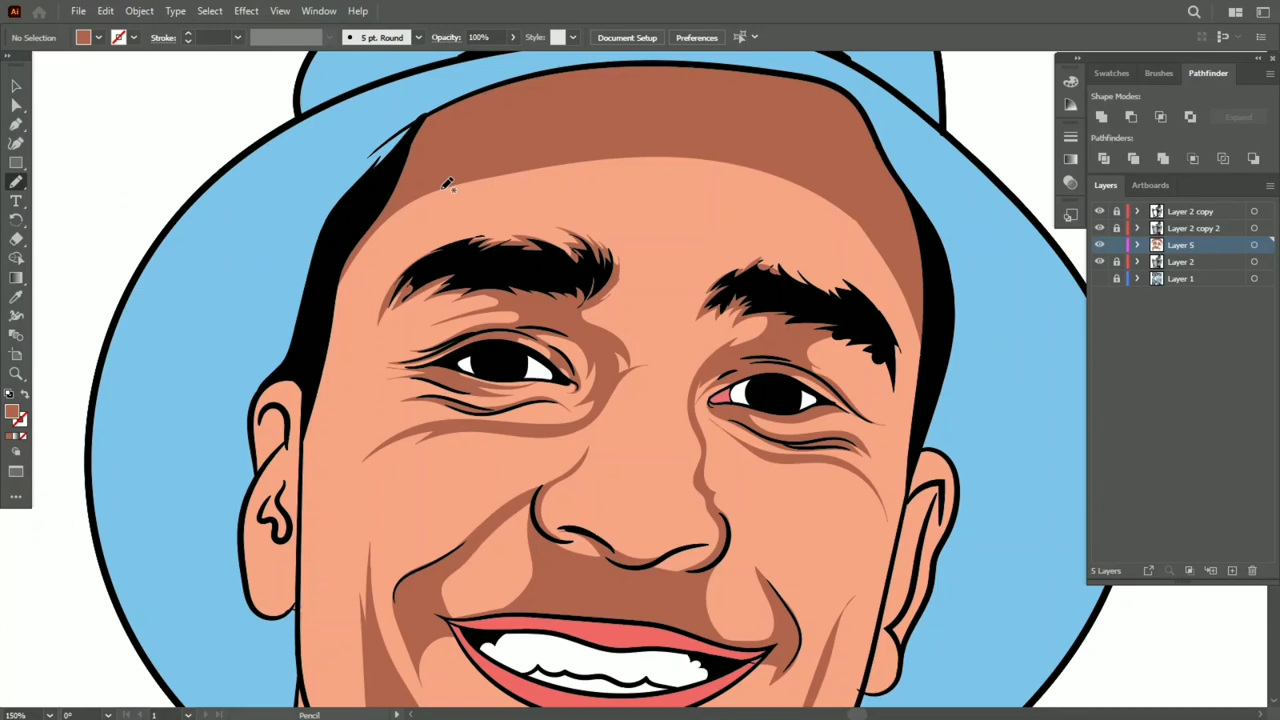 Ai File Edit Object Type Select Effect View Window Help
No Selection Stroke: 5 pt. Round Opacity: 100% Style: Document Setup Preferences
Swatches Brushes Pathfinder
Shape Modes:
Expand
Pathfinders:
Layers Artboards
Layer 2 copy
Layer 2 copy 2
Layer 5
Layer 2
Layer 1
5 Layers
150% 0° 1 Pencil